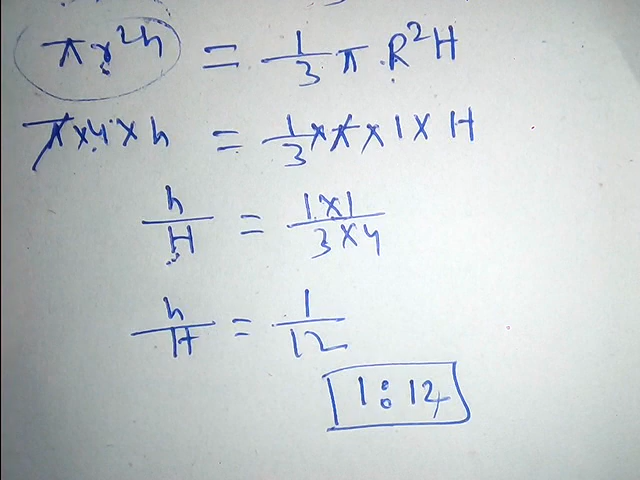 πr²h = 1/3 π R²H
π×4×h = 1/3 × π × 1 × H
h/H = 1×1/3×4
h/H = 1/12
1:12